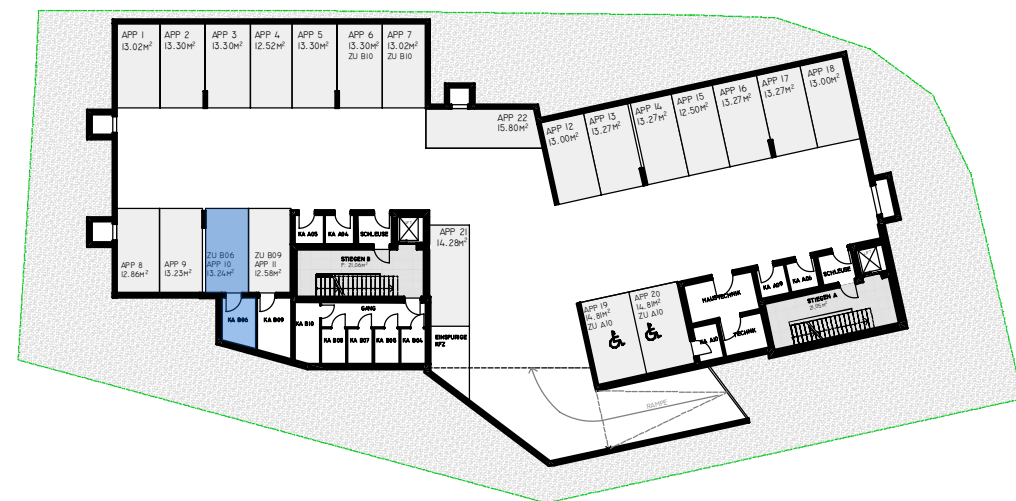 APP 1
13.02M²
APP 2
13.30M²
APP 3
13.30M²
APP 4
12.52M²
APP 5
13.30M²
APP 6
13.30M²
ZU B10
APP 7
13.02M²
ZU B10
APP 22
15.80M²
APP 12
13.00M²
APP 13
13.27M²
APP 14
13.27M²
APP 15
12.50M²
APP 16
13.27M²
APP 17
13.27M²
APP 18
13.00M²
APP 8
12.86M²
APP 9
13.23M²
ZU B06
APP 10
13.24M²
ZU B09
APP 11
12.58M²
KA A05
KA A04
SCHLEUSE
STIEGEN B
F: 21,06m²
APP 21
14.28M²
KA B06
KA B09
KA B10
GANG
KA B08
KA B07
KA B05
KA B04
EINSPURIGE
KFZ
APP 19
14.81M²
ZU A10
APP 20
14.81M²
ZU A10
HAUSTECHNIK
TECHNIK
KA A10
KA A09
KA A06
SCHLEUSE
STIEGEN A
RAMPE